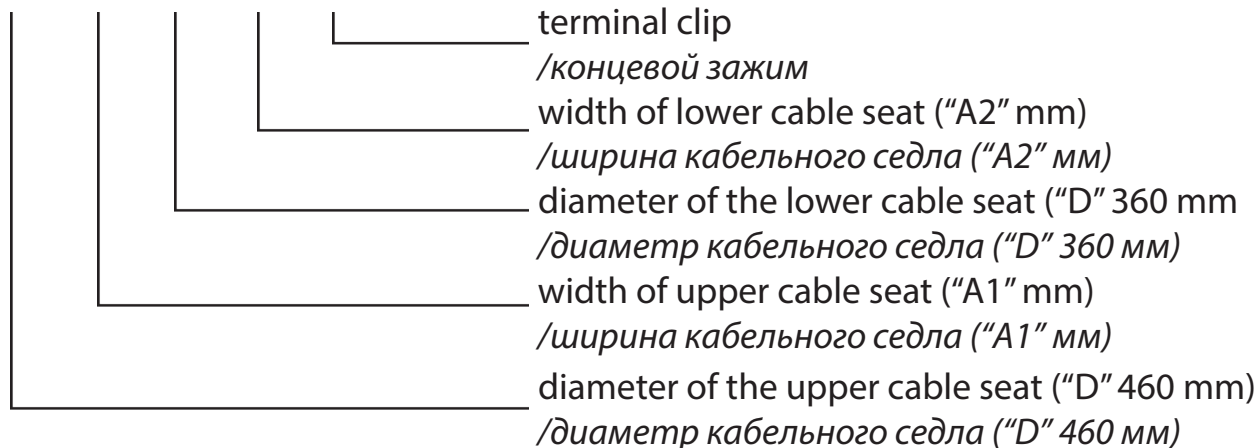 terminal clip
/концевой зажим
width of lower cable seat (“A2” mm)
/ширина кабельного седла (“A2” мм)
diameter of the lower cable seat (“D” 360 mm
/диаметр кабельного седла (“D” 360 мм)
width of upper cable seat (“A1” mm)
/ширина кабельного седла (“A1” мм)
diameter of the upper cable seat (“D” 460 mm)
/диаметр кабельного седла (“D” 460 мм)